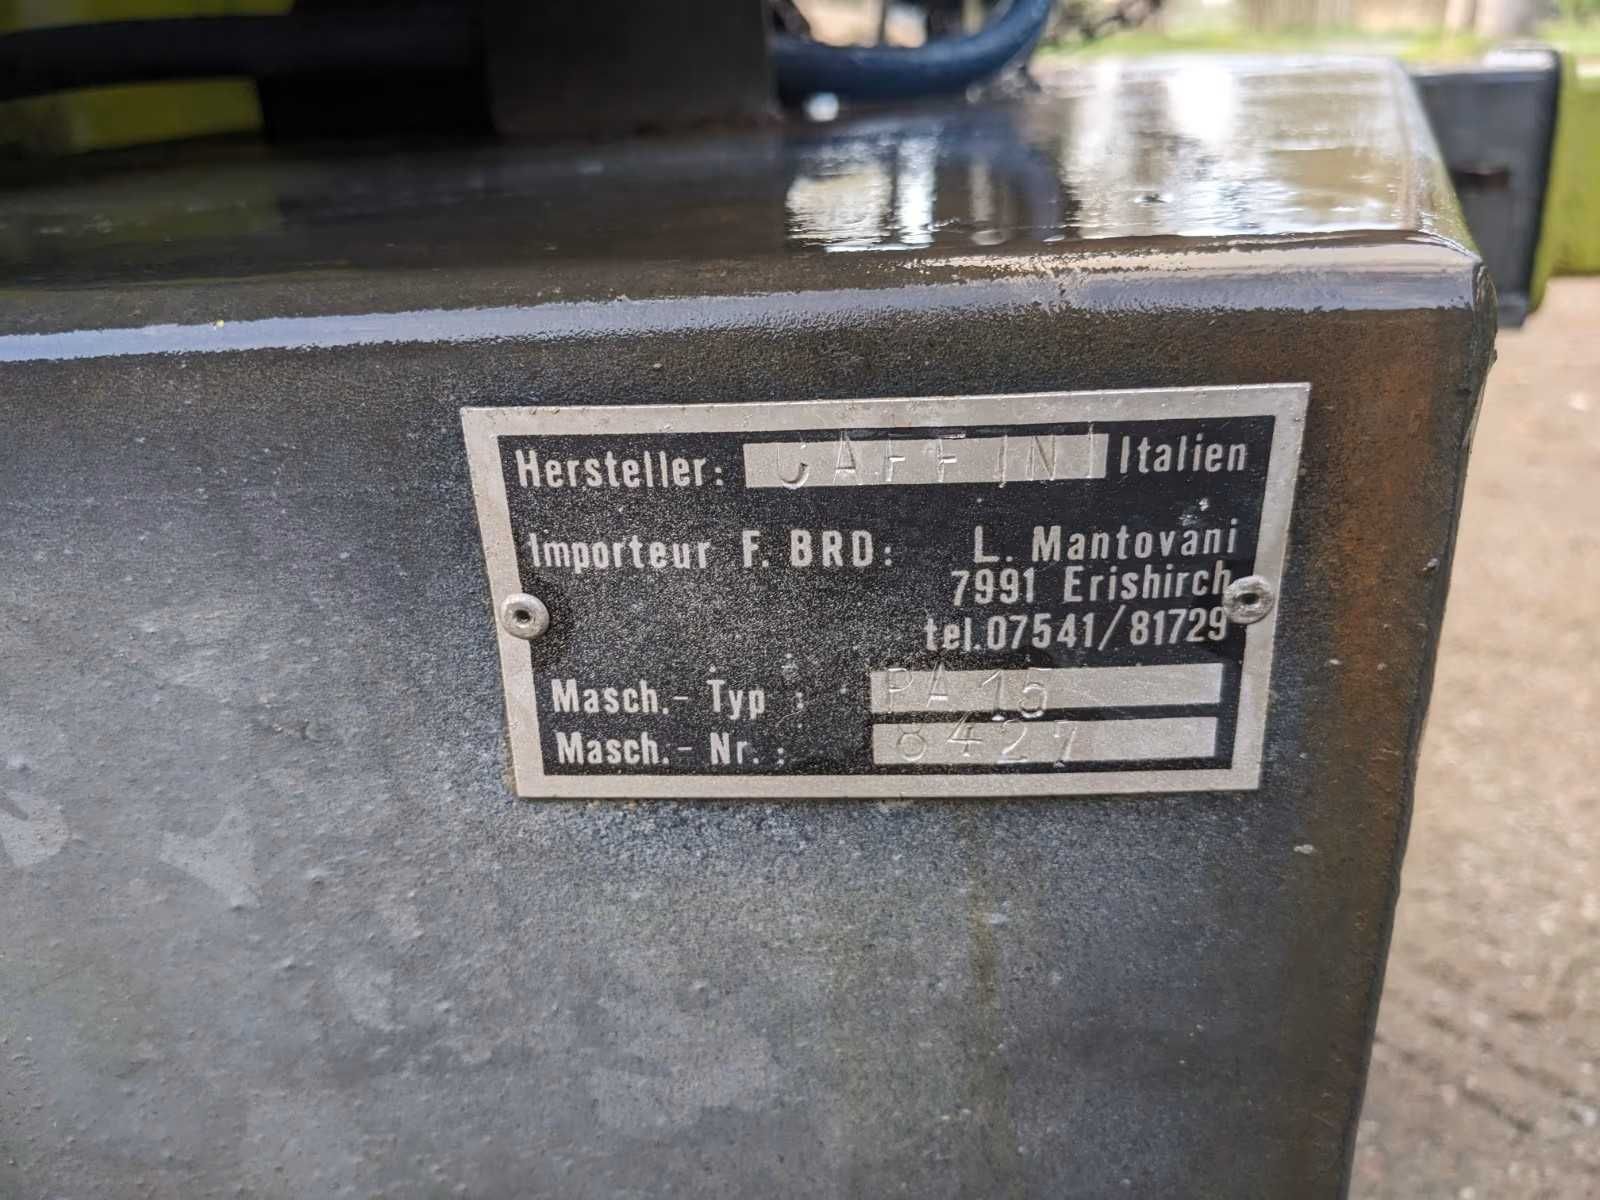 Hersteller: CAFFINI Italien
Importeur F. BRD: L. Mantovani
7991 Erishirch
tel.07541/81729
Masch.- Typ : PA 15
Masch.- Nr. : 8427